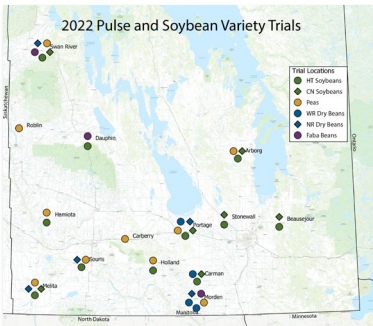 2022 Pulse and Soybean Variety Trials
Swan River
Trial Locations
HT Soybeans
CN Soybeans
Peas
WR Dry Beans
NR Dry Beans
Faba Beans
Saskatchewan
Ontario
Roblin
Dauphin
Arborg
Hamiota
Stonewall
Beausejour
Portage
Carberry
Souris
Holland
Carman
Melita
Morden
North Dakota
Minnesota